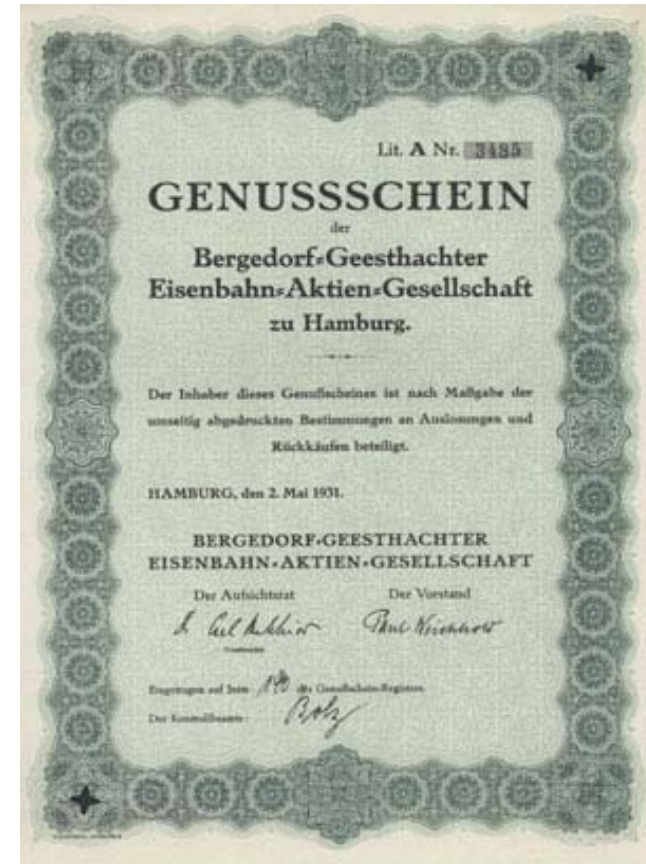 Lit. A Nr. 3485
GENUSSSCHEIN
der
Bergedorf=Geesthachter
Eisenbahn=Aktien=Gesellschaft
zu Hamburg.
Der Inhaber dieses Genußscheines ist nach Maßgabe der
umseitig abgedruckten Bestimmungen an Auslosungen und
Rückkäufen beteiligt.
HAMBURG, den 2. Mai 1931.
BERGEDORF=GEESTHACHTER
EISENBAHN=AKTIEN=GESELLSCHAFT
Der Aufsichtsrat Der Vorstand
Eingetragen auf Seite 140 des Genußschein-Registers.
Der Kontrollbeamte: